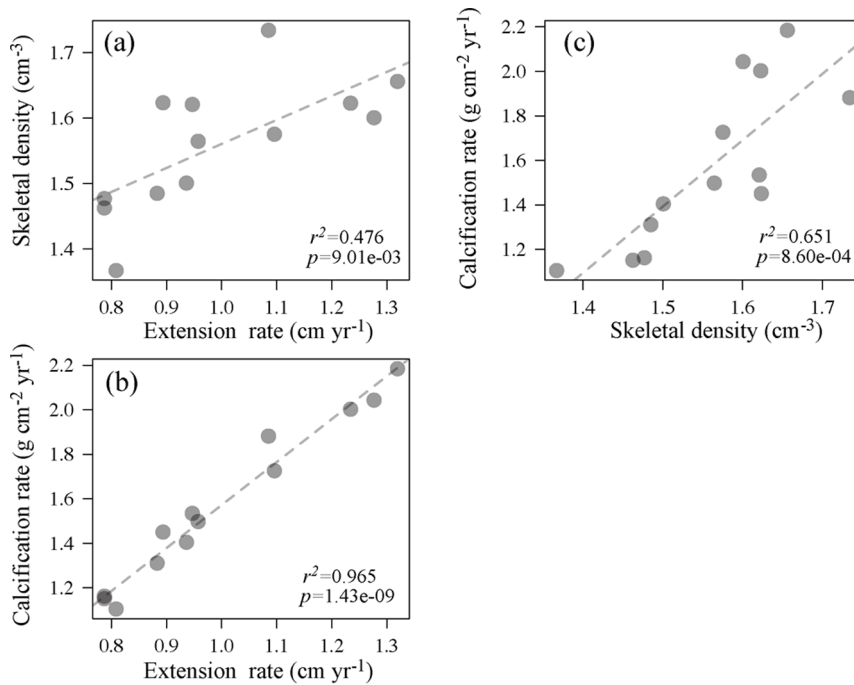 (a)
Skeletal density (cm-3)
1.7
1.6
1.5
1.4
r2=0.476
p=9.01e-03
0.8 0.9 1.0 1.1 1.2 1.3
Extension rate (cm yr-1)
(c)
Calcification rate (g cm-2 yr-1)
2.2
2.0
1.8
1.6
1.4
1.2
r2=0.651
p=8.60e-04
1.4 1.5 1.6 1.7
Skeletal density (cm-3)
(b)
Calcification rate (g cm-2 yr-1)
2.2
2.0
1.8
1.6
1.4
1.2
r2=0.965
p=1.43e-09
0.8 0.9 1.0 1.1 1.2 1.3
Extension rate (cm yr-1)